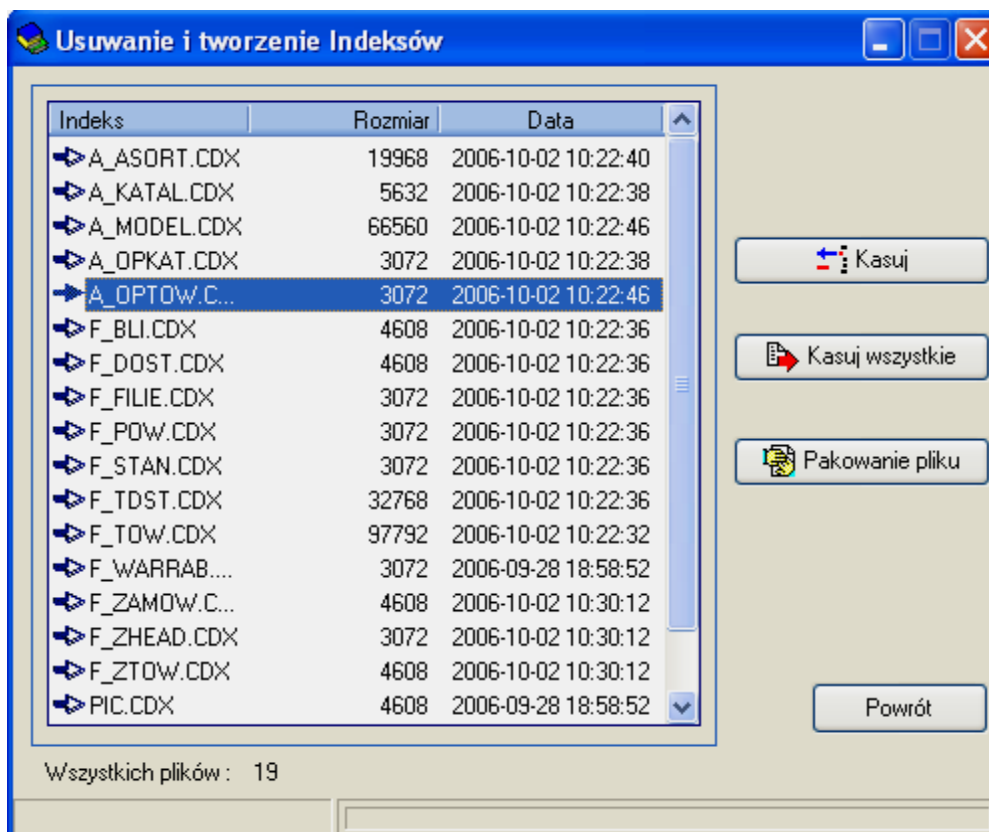 Usuwanie i tworzenie Indeksów
Indeks Rozmiar Data
A_ASORT.CDX 19968 2006-10-02 10:22:40
A_KATAL.CDX 5632 2006-10-02 10:22:38
A_MODEL.CDX 66560 2006-10-02 10:22:46
A_OPKAT.CDX 3072 2006-10-02 10:22:38
A_OPTOW.C... 3072 2006-10-02 10:22:46
F_BLI.CDX 4608 2006-10-02 10:22:36
F_DOST.CDX 4608 2006-10-02 10:22:36
F_FILIE.CDX 3072 2006-10-02 10:22:36
F_POW.CDX 3072 2006-10-02 10:22:36
F_STAN.CDX 3072 2006-10-02 10:22:36
F_TDST.CDX 32768 2006-10-02 10:22:36
F_TOW.CDX 97792 2006-10-02 10:22:32
F_WARRAB.... 3072 2006-09-28 18:58:52
F_ZAMOW.C... 4608 2006-10-02 10:30:12
F_ZHEAD.CDX 3072 2006-10-02 10:30:12
F_ZTOW.CDX 4608 2006-10-02 10:30:12
PIC.CDX 4608 2006-09-28 18:58:52
Kasuj
Kasuj wszystkie
Pakowanie pliku
Powrót
Wszystkich plików : 19